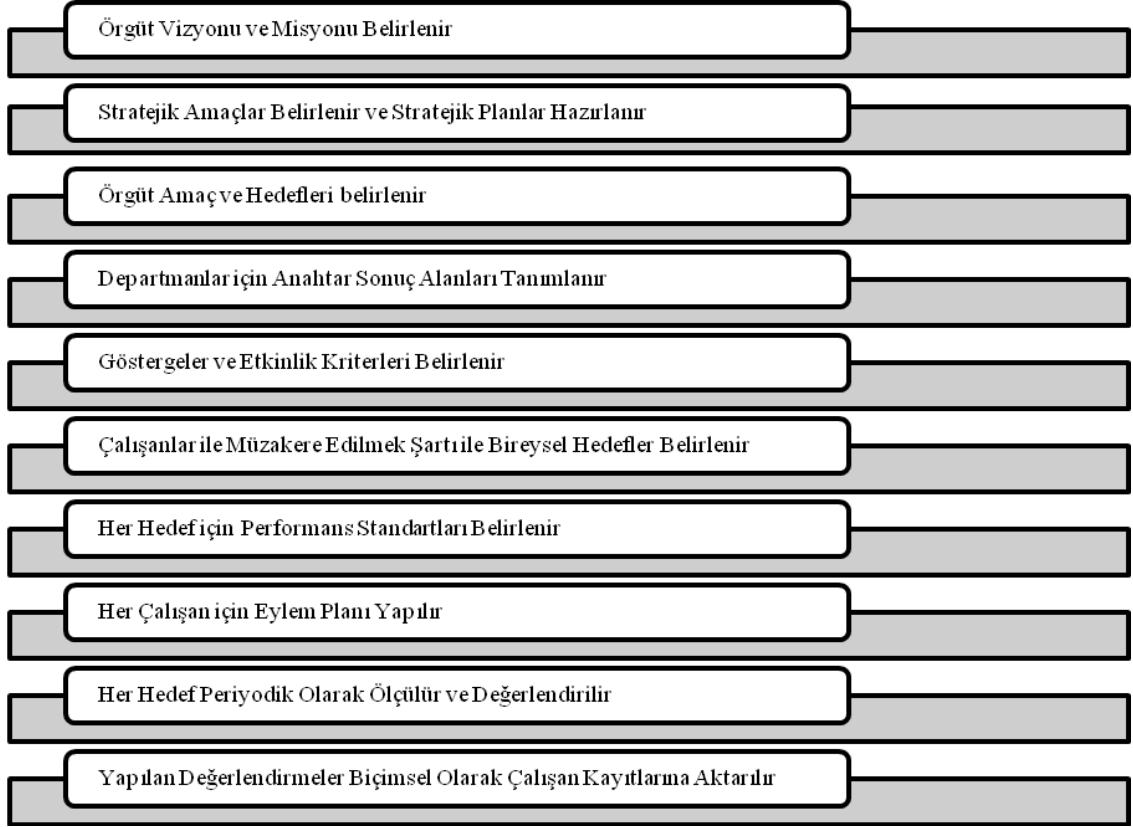 Örgüt Vizyonu ve Misyonu Belirlenir
Stratejik Amaçlar Belirlenir ve Stratejik Planlar Hazırlanır
Örgüt Amaç ve Hedefleri belirlenir
Departmanlar için Anahtar Sonuç Alanları Tanımlanır
Göstergeler ve Etkinlik Kriterleri Belirlenir
Çalışanlar ile Müzakere Edilmek Şartı ile Bireysel Hedefler Belirlenir
Her Hedef için Performans Standartları Belirlenir
Her Çalışan için Eylem Planı Yapılır
Her Hedef Periyodik Olarak Ölçülür ve Değerlendirilir
Yapılan Değerlendirmeler Biçimsel Olarak Çalışan Kayıtlarına Aktarılır